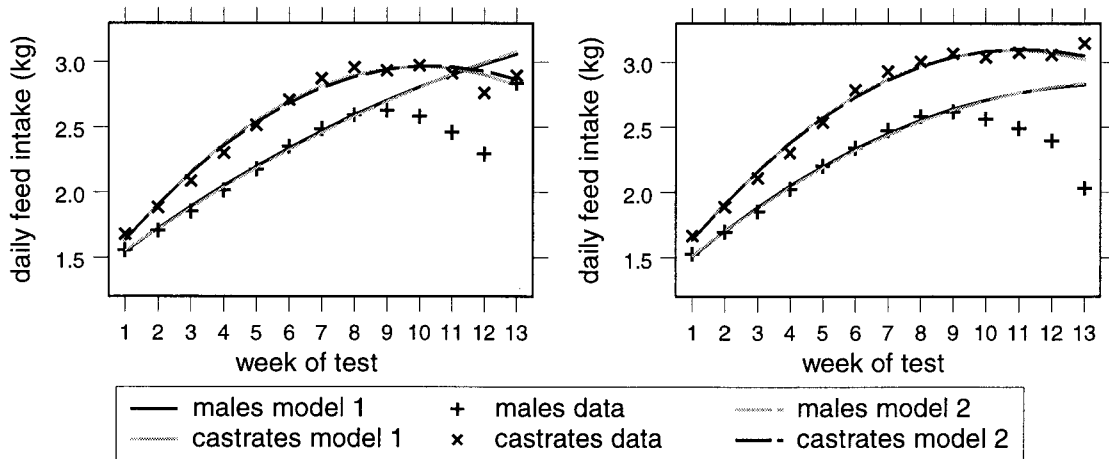 daily feed intake (kg)
3.0
2.5
2.0
1.5
1 2 3 4 5 6 7 8 9 10 11 12 13
week of test
daily feed intake (kg)
3.0
2.5
2.0
1.5
1 2 3 4 5 6 7 8 9 10 11 12 13
week of test
males model 1 males data males model 2
castrates model 1 castrates data castrates model 2